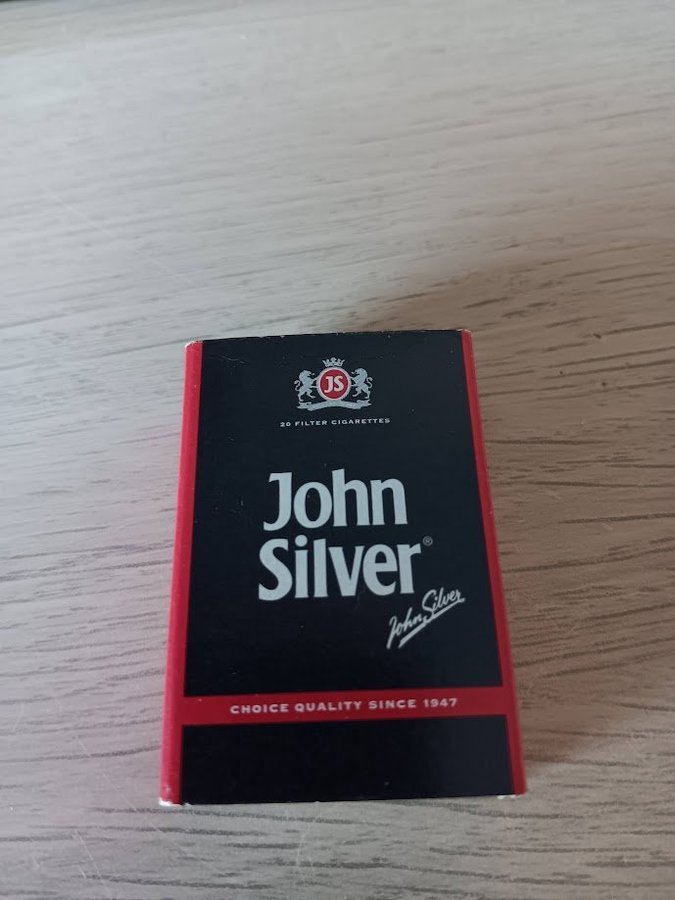 JS
20 FILTER CIGARETTES
John
Silver®
John Silver
CHOICE QUALITY SINCE 1947